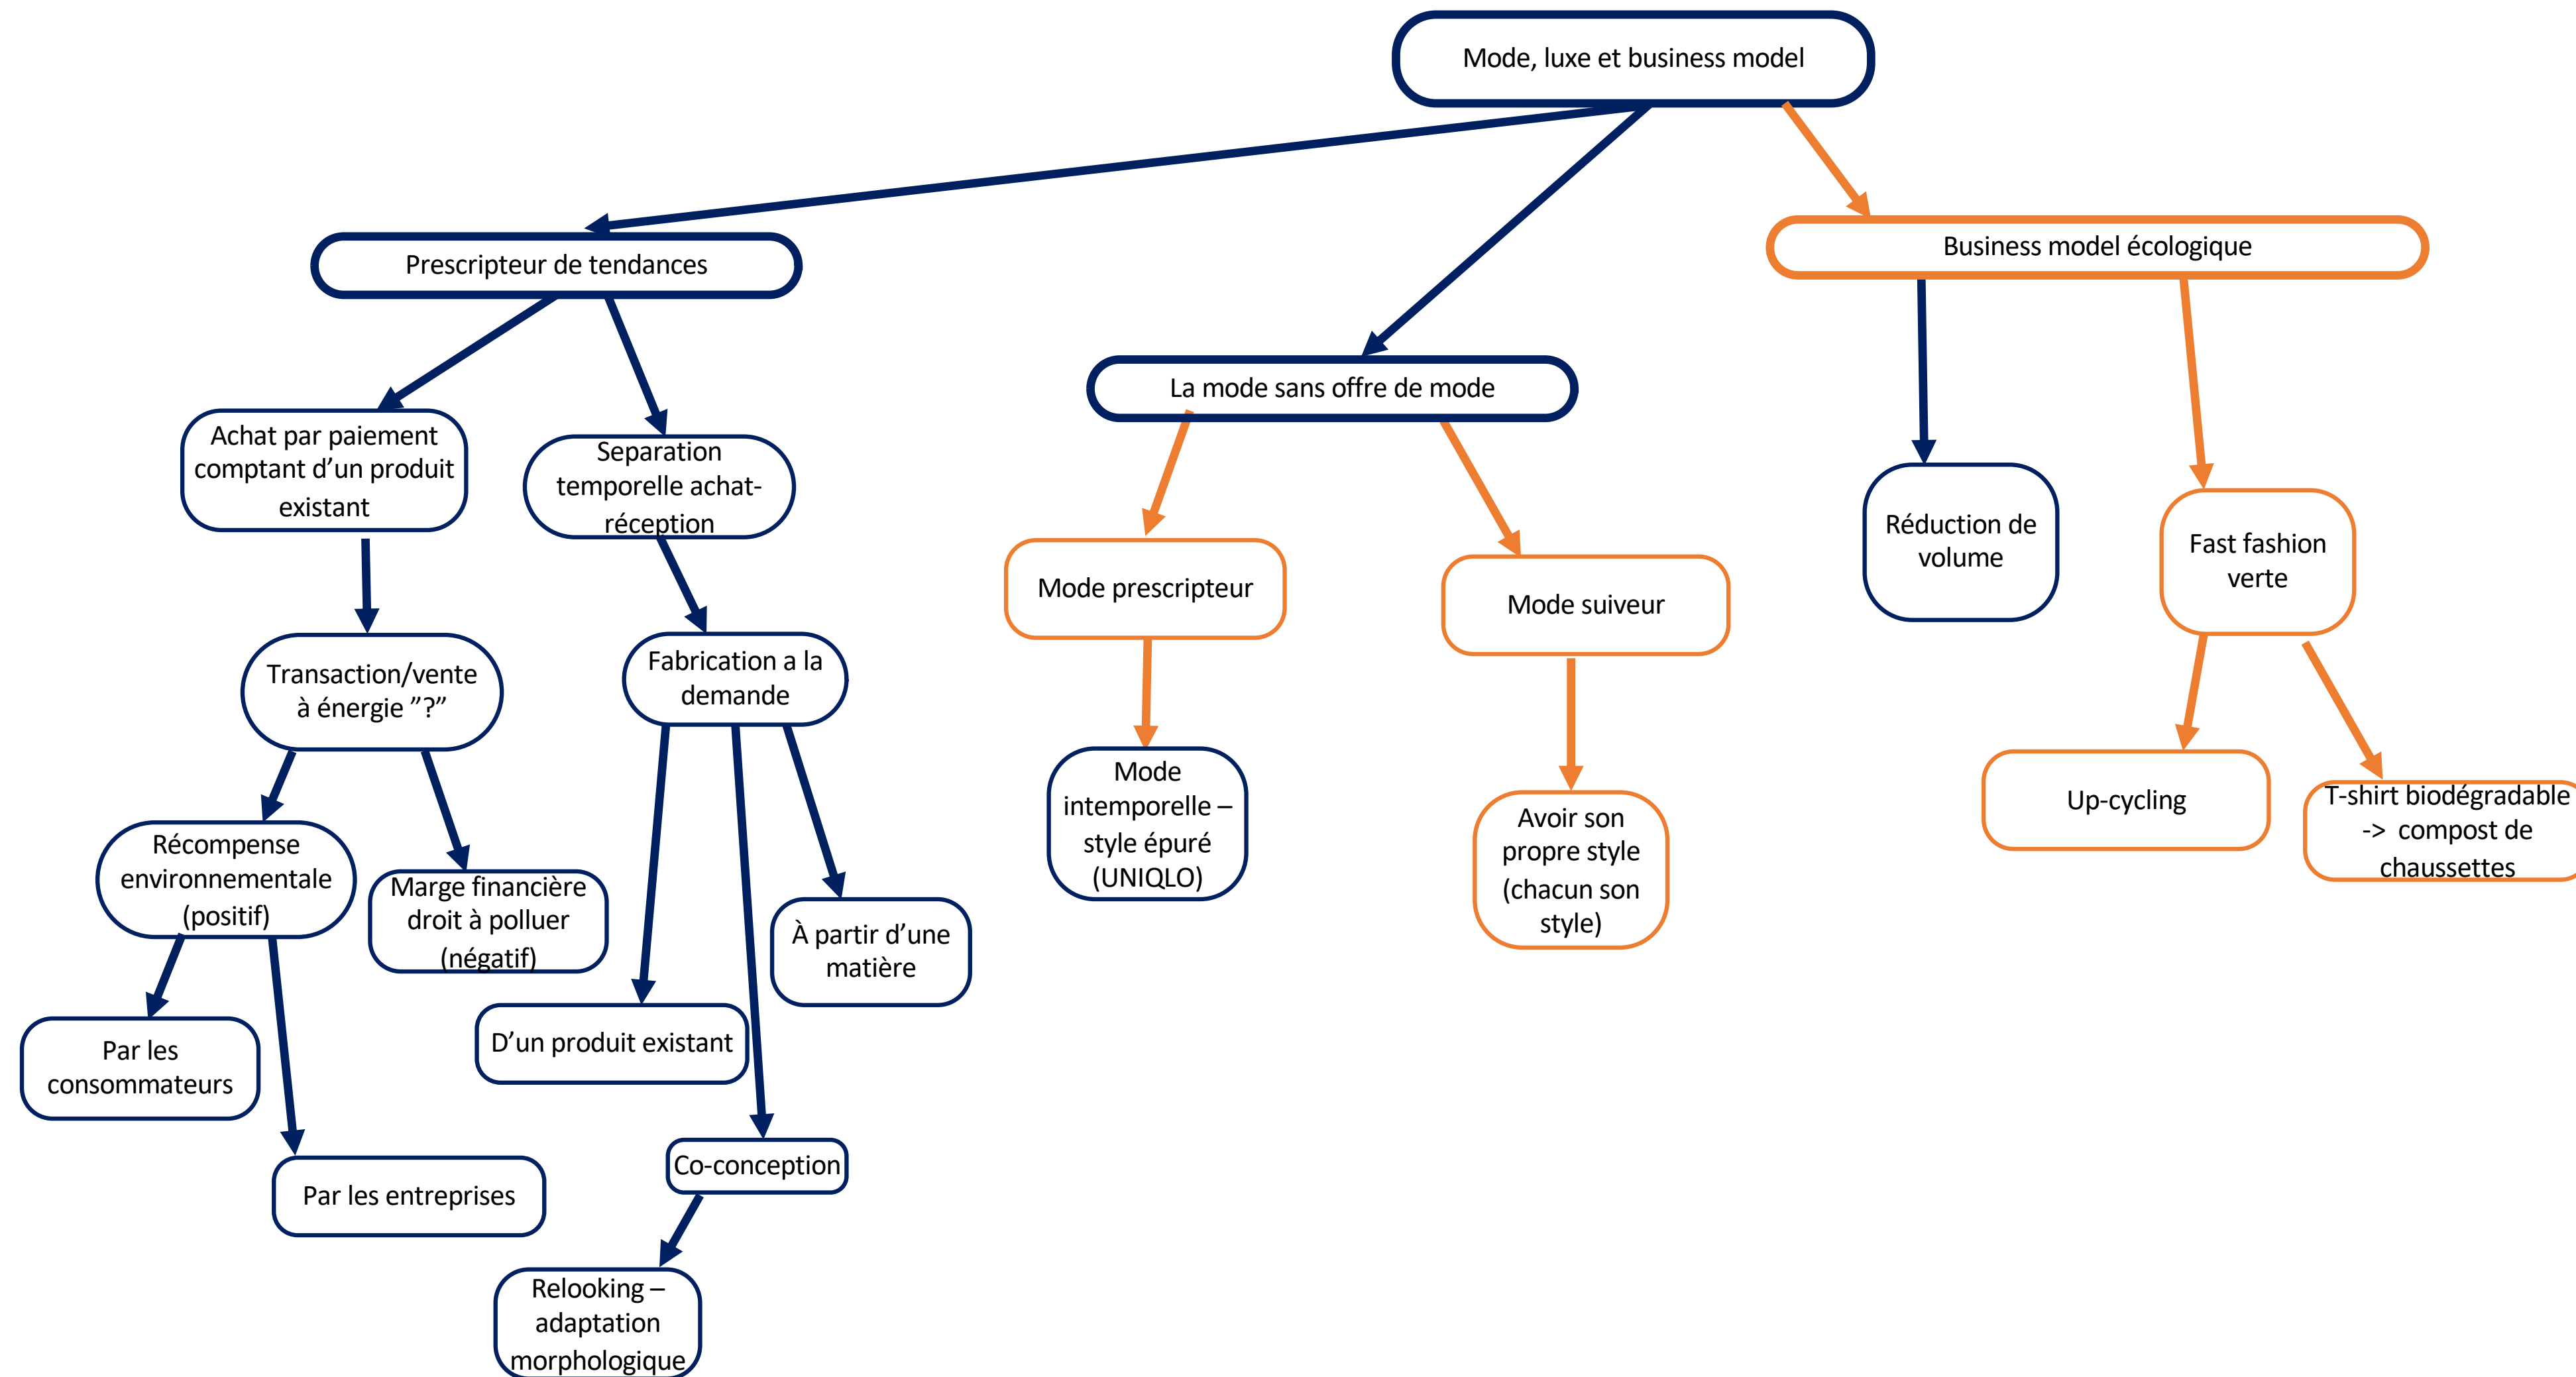 Mode, luxe et business model
Prescripteur de tendances
Business model écologique
La mode sans offre de mode
Achat par paiement
comptant d’un produit
existant
Separation
temporelle achat-
réception
Mode prescripteur
Mode suiveur
Réduction de
volume
Fast fashion
verte
Transaction/vente
à énergie ”?”
Fabrication a la
demande
Mode
intemporelle –
style épuré
(UNIQLO)
Avoir son
propre style
(chacun son
style)
Up-cycling
T-shirt biodégradable
-> compost de
chaussettes
Récompense
environnementale
(positif)
Marge financière
droit à polluer
(négatif)
À partir d’une
matière
D’un produit existant
Par les
consommateurs
Par les entreprises
Co-conception
Relooking –
adaptation
morphologique